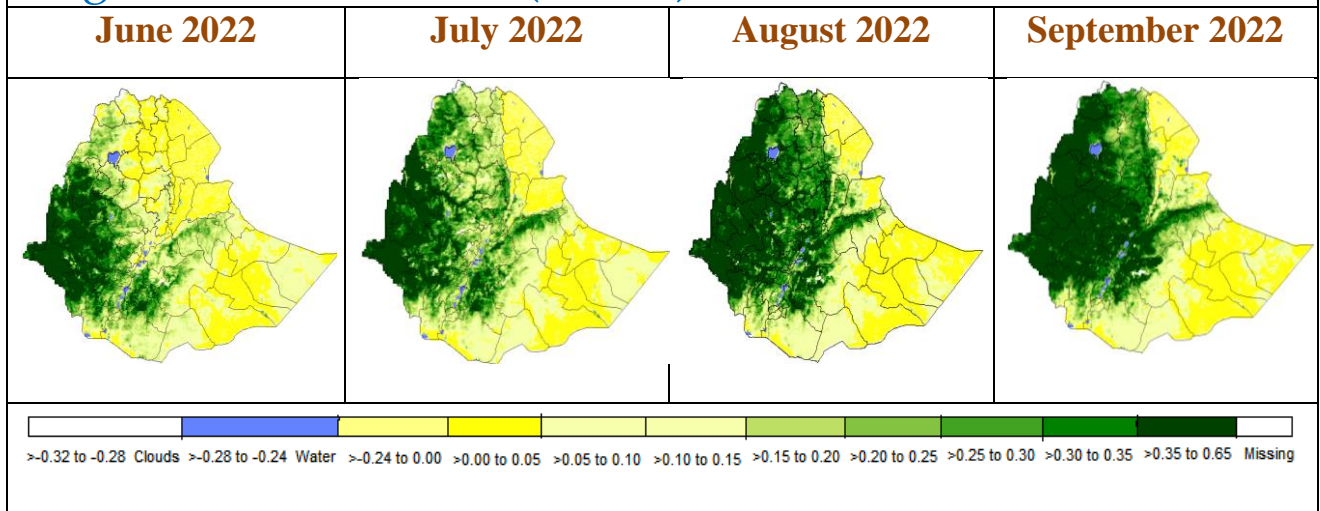 June 2022
July 2022
August 2022
September 2022
>-0.32 to -0.28 Clouds >-0.28 to -0.24 Water >-0.24 to 0.00 >0.00 to 0.05 >0.05 to 0.10 >0.10 to 0.15 >0.15 to 0.20 >0.20 to 0.25 >0.25 to 0.30 >0.30 to 0.35 >0.35 to 0.65 Missing